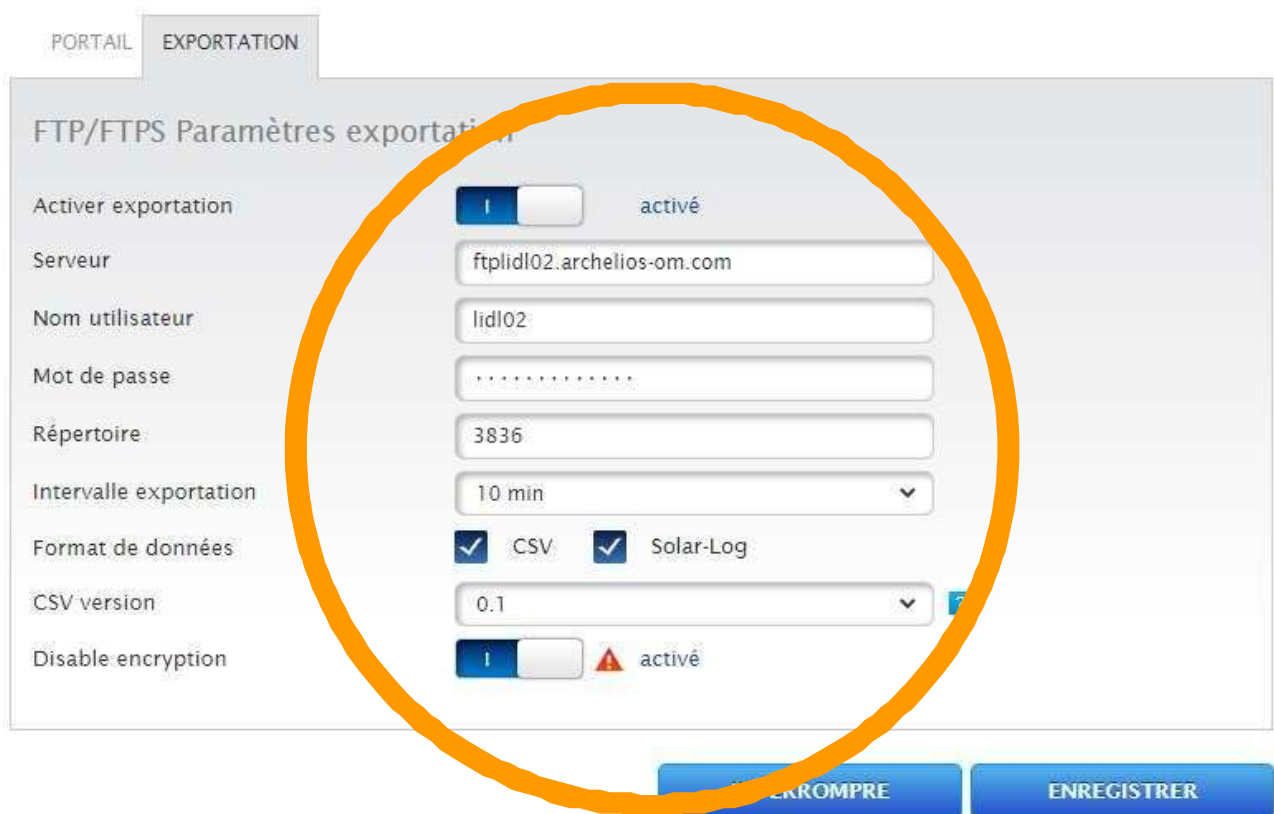 PORTAIL EXPORTATION
FTP/FTPS Paramètres exportation
Activer exportation I activé
Serveur ftplidl02.archelios-om.com
Nom utilisateur lidl02
Mot de passe .............
Répertoire 3836
Intervalle exportation 10 min
Format de données CSV Solar-Log
CSV version 0.1 ?
Disable encryption I activé
ENREGISTRER